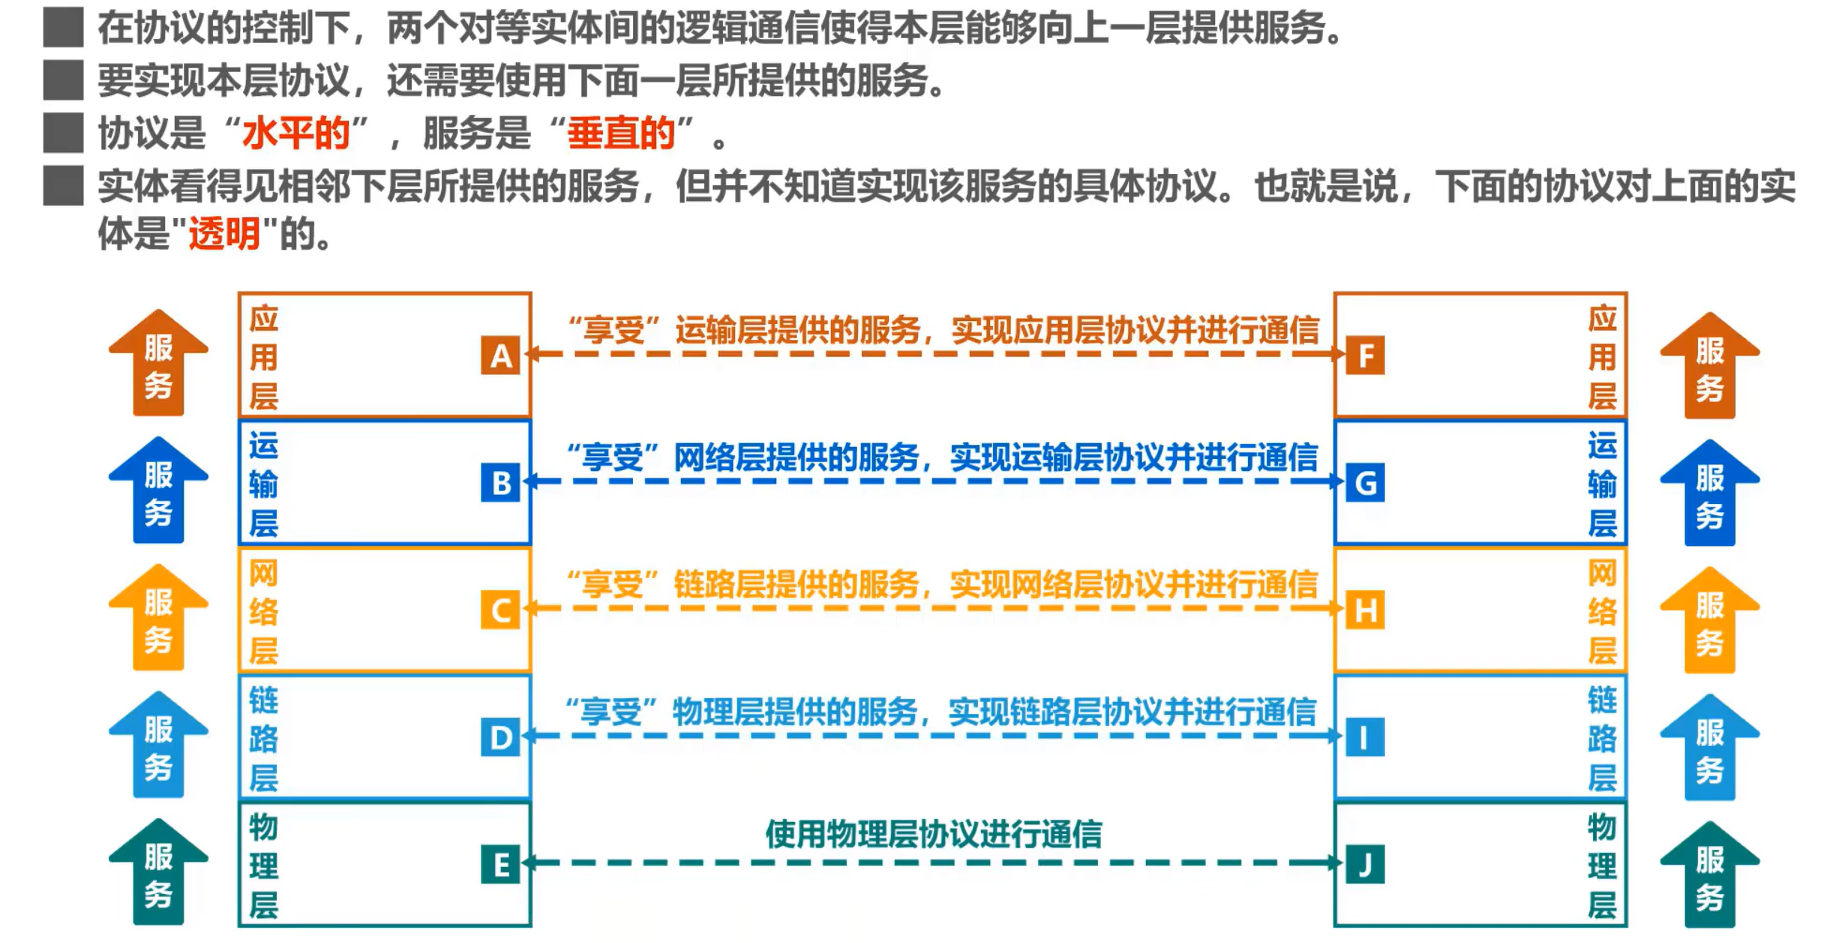 在协议的控制下，两个对等实体间的逻辑通信使得本层能够向上一层提供服务。
要实现本层协议，还需要使用下面一层所提供的服务。
协议是“水平的”，服务是“垂直的”。
实体看得见相邻下层所提供的服务，但并不知道实现该服务的具体协议。也就是说，下面的协议对上面的实
体是"透明"的。
服务
应用层
A
“享受”运输层提供的服务，实现应用层协议并进行通信
F
应用层
服务
服务
运输层
B
“享受”网络层提供的服务，实现运输层协议并进行通信
G
运输层
服务
服务
网络层
C
“享受”链路层提供的服务，实现网络层协议并进行通信
H
网络层
服务
服务
链路层
D
“享受”物理层提供的服务，实现链路层协议并进行通信
I
链路层
服务
服务
物理层
E
使用物理层协议进行通信
J
物理层
服务